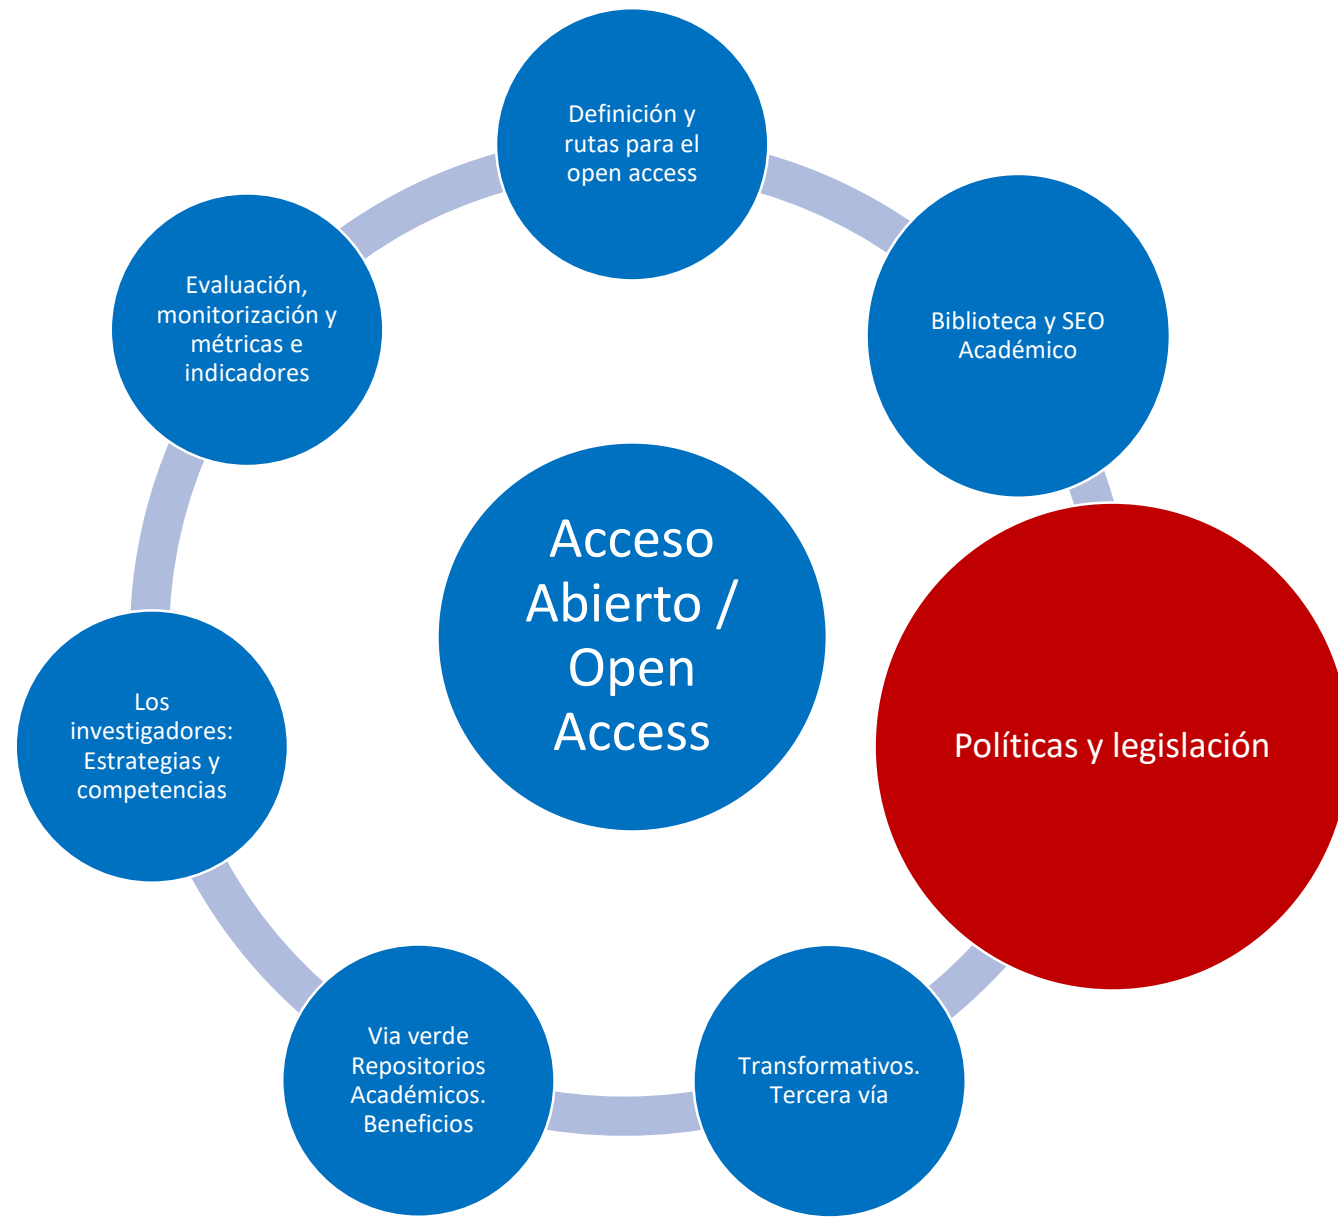 Definición y
rutas para el
open access
Biblioteca y SEO
Académico
Políticas y legislación
Transformativos.
Tercera vía
Via verde
Repositorios
Académicos.
Beneficios
Los
investigadores:
Estrategias y
competencias
Evaluación,
monitorización y
métricas e
indicadores
Acceso
Abierto /
Open
Access